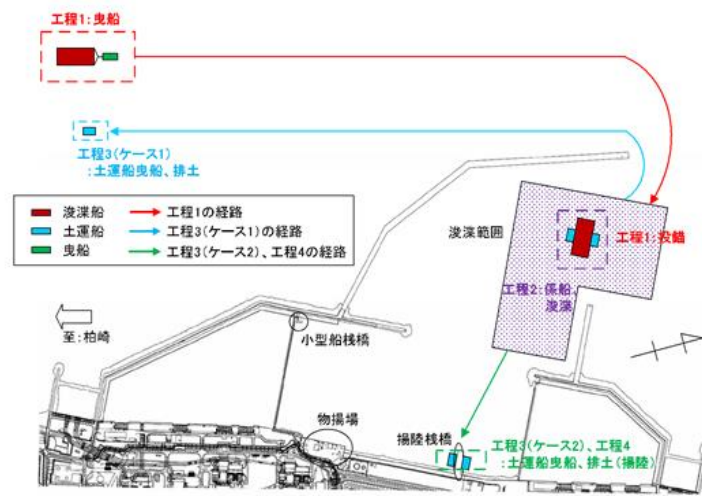 工程1:曳船
工程3(ケース1)
:土運船曳船、排土
浚渫船
工程1の経路
土運船
工程3(ケース1)の経路
曳船
工程3(ケース2)、工程4の経路
浚渫範囲
工程1:投錨
工程2:係船、
浚渫
至:柏崎
小型船桟橋
物揚場
揚陸桟橋
工程3(ケース2)、工程4
:土運船曳船、排土(揚陸)